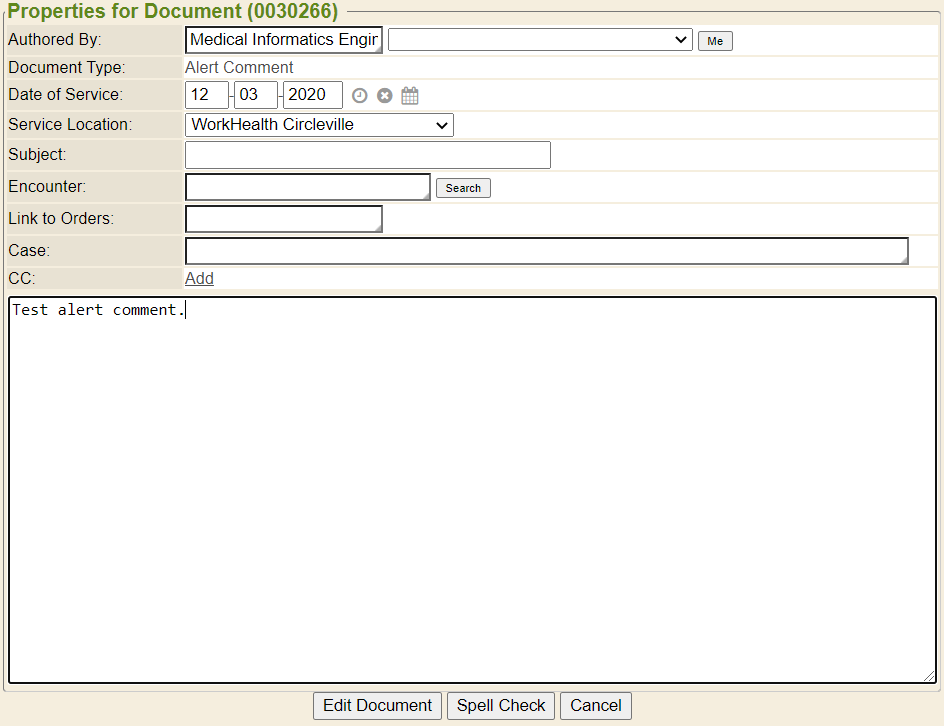 Properties for Document (0030266)
Authored By: Medical Informatics Engir Me
Document Type: Alert Comment
Date of Service: 12 - 03 - 2020
Service Location: WorkHealth Circleville
Subject:
Encounter: Search
Link to Orders:
Case:
CC: Add
Test alert comment.
Edit Document Spell Check Cancel